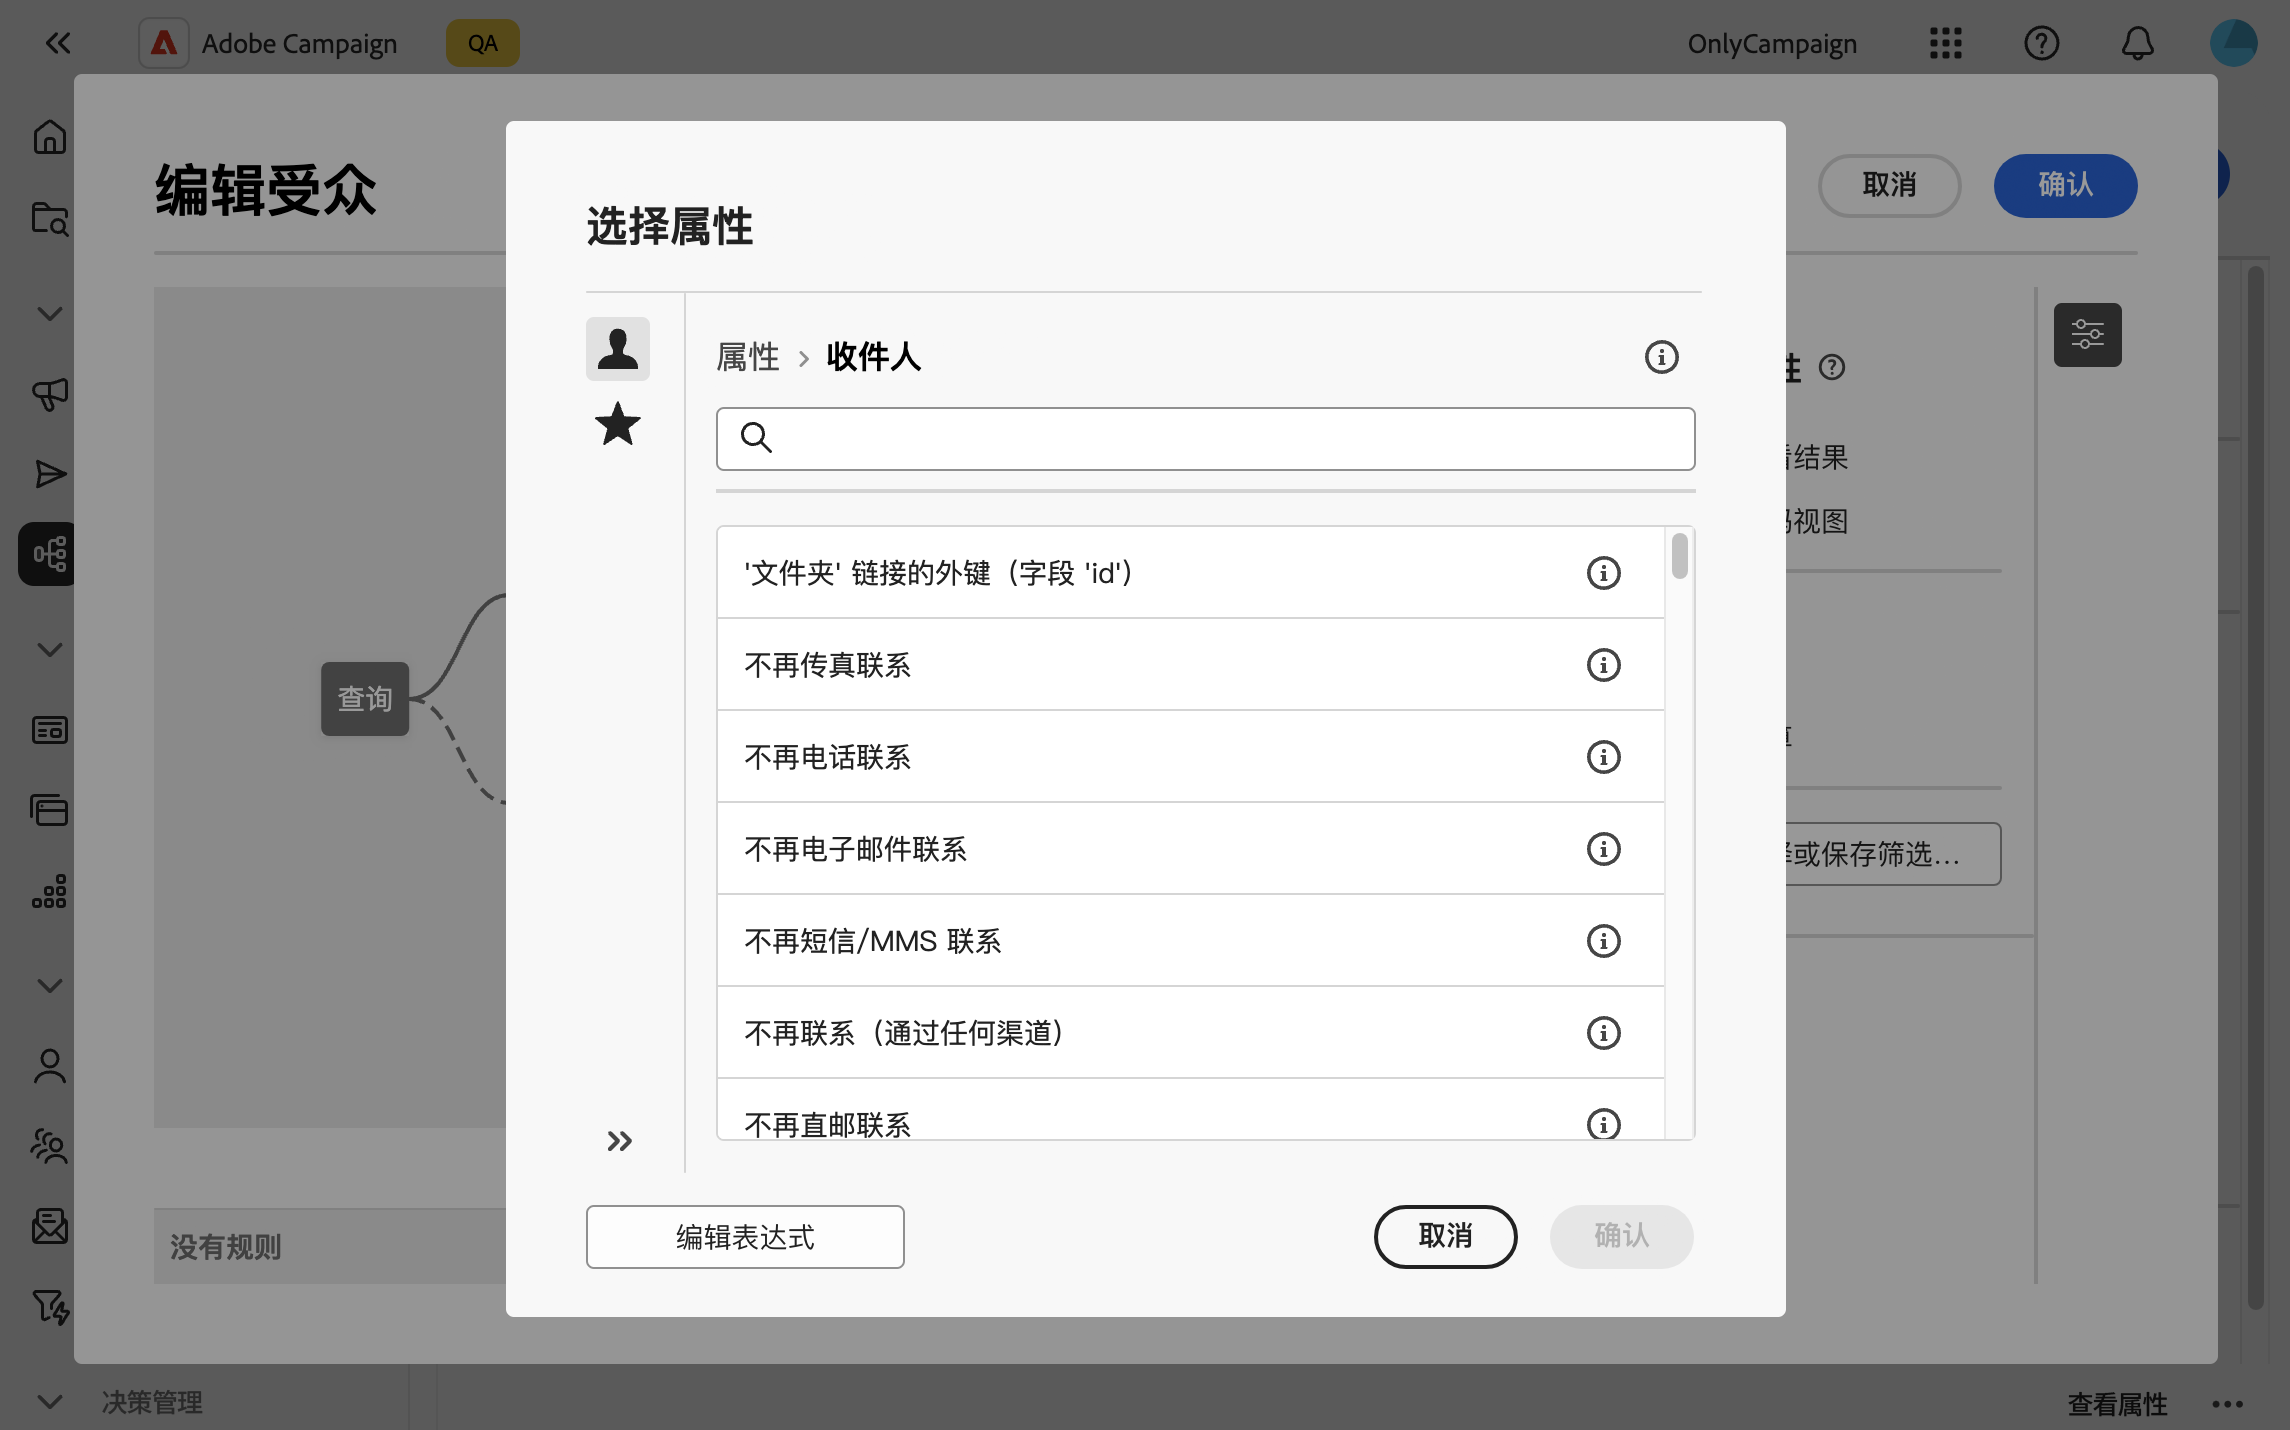 Adobe Campaign
QA
OnlyCampaign
编辑受众
取消
确认
选择属性
属性 › 收件人
'文件夹' 链接的外键（字段 'id'）
不再传真联系
不再电话联系
不再电子邮件联系
不再短信/MMS 联系
不再联系（通过任何渠道）
不再直邮联系
编辑表达式
取消
确认
性
结果
视图
或保存筛选...
查询
没有规则
决策管理
查看属性